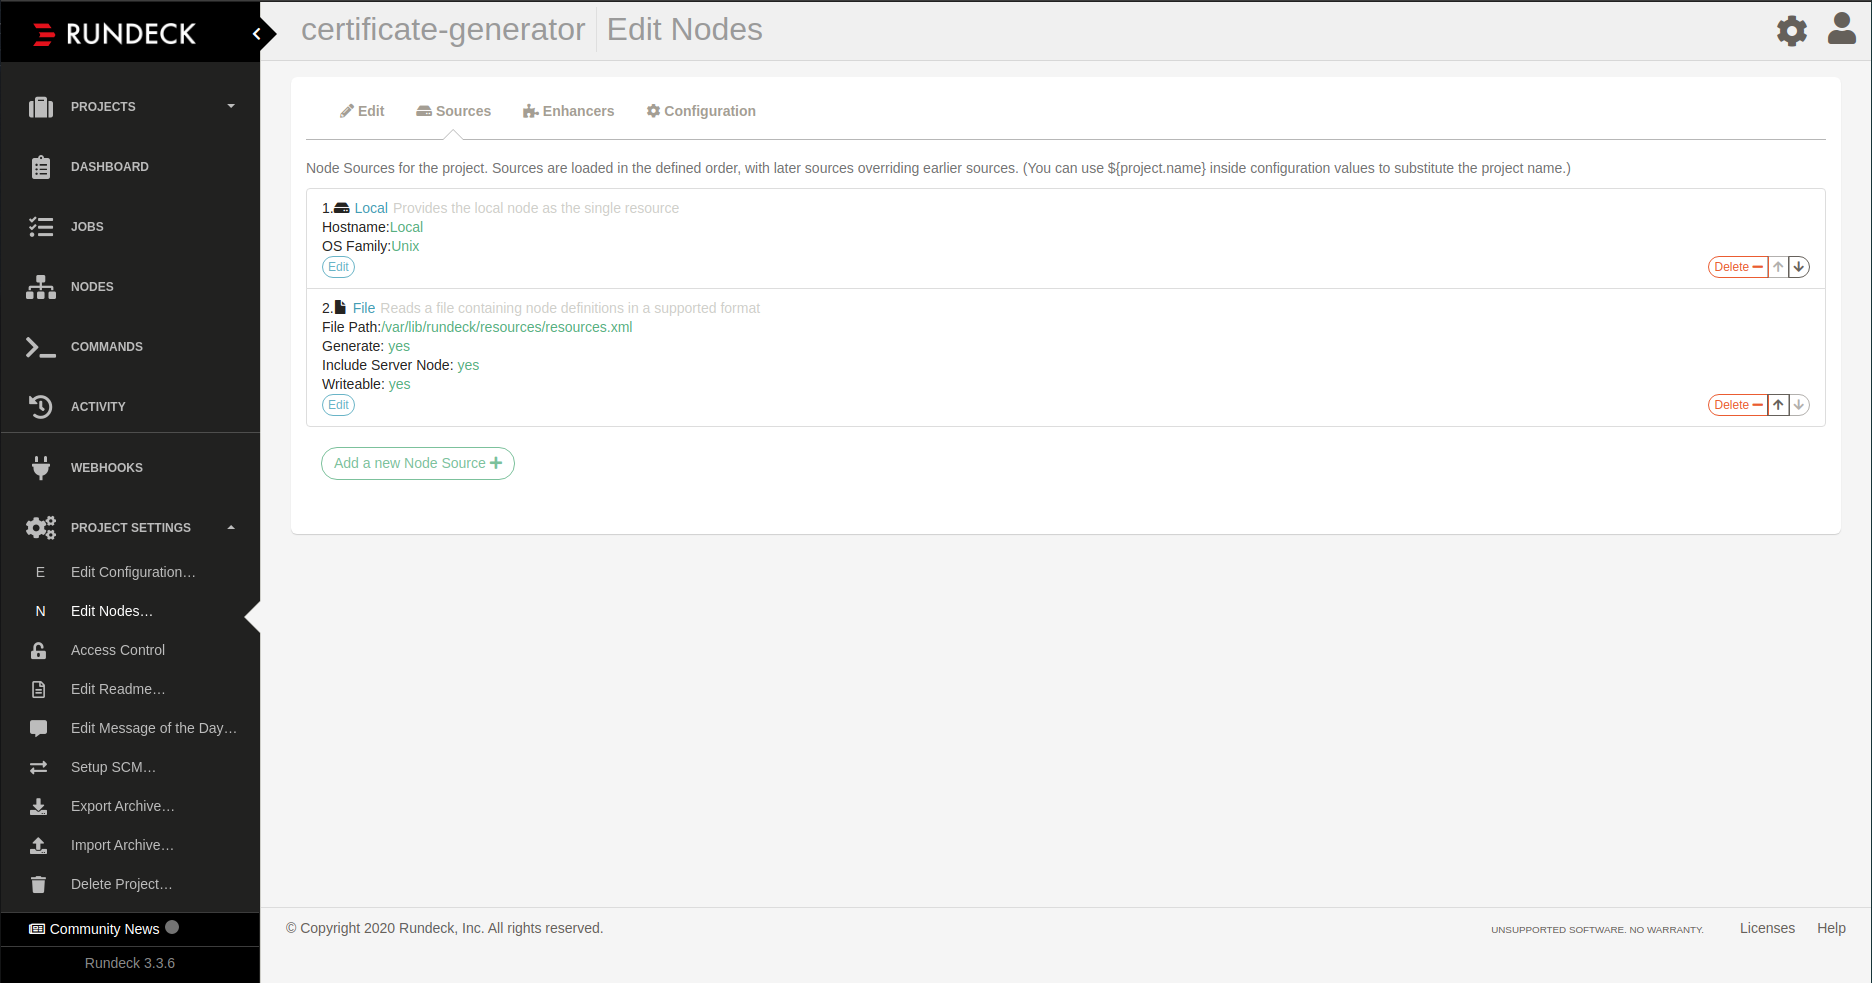 RUNDECK
PROJECTS
DASHBOARD
JOBS
NODES
COMMANDS
ACTIVITY
WEBHOOKS
PROJECT SETTINGS
E Edit Configuration…
N Edit Nodes…
Access Control
Edit Readme…
Edit Message of the Day…
Setup SCM…
Export Archive…
Import Archive…
Delete Project…
Community News
Rundeck 3.3.6
certificate-generator Edit Nodes
Edit Sources Enhancers Configuration
Node Sources for the project. Sources are loaded in the defined order, with later sources overriding earlier sources. (You can use ${project.name} inside configuration values to substitute the project name.)
1. Local Provides the local node as the single resource
Hostname:Local
OS Family:Unix
Edit Delete
2. File Reads a file containing node definitions in a supported format
File Path:/var/lib/rundeck/resources/resources.xml
Generate: yes
Include Server Node: yes
Writeable: yes
Edit Delete
Add a new Node Source
© Copyright 2020 Rundeck, Inc. All rights reserved. UNSUPPORTED SOFTWARE. NO WARRANTY. Licenses Help